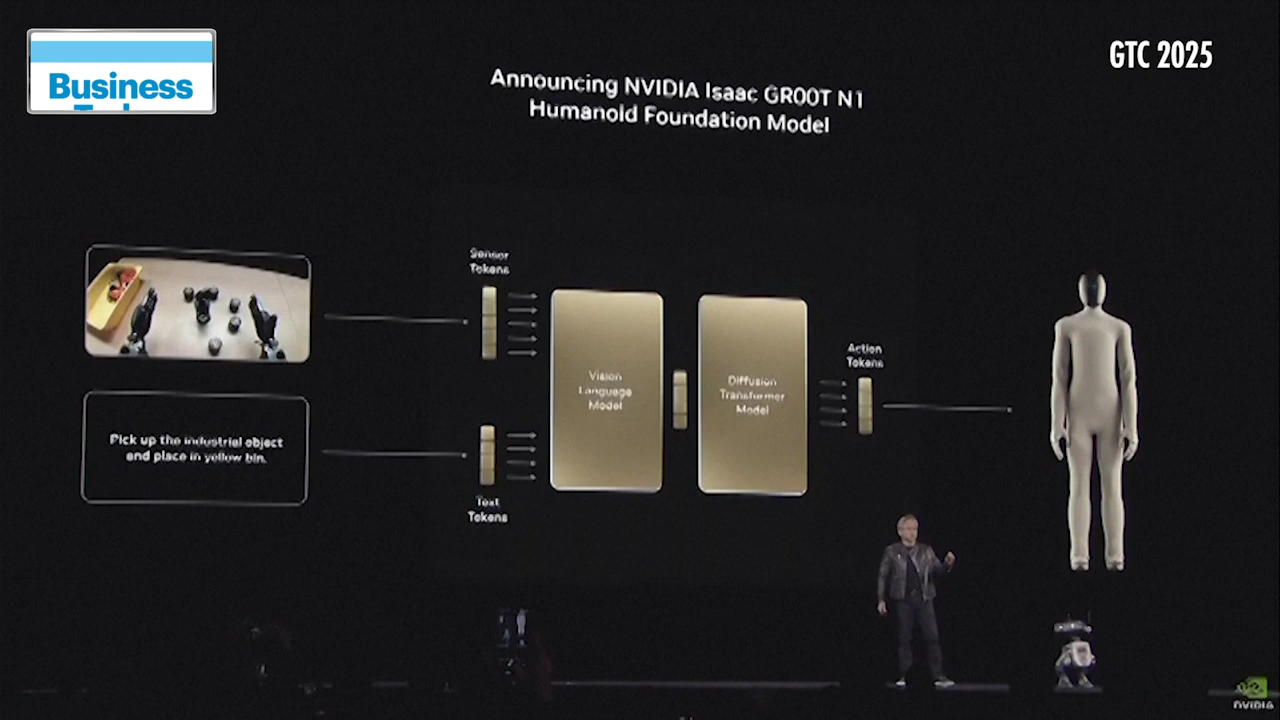 Business
GTC 2025
Announcing NVIDIA Isaac GR00T N1
Humanoid Foundation Model
Sensor
Tokens
Vision
Language
Model
Diffusion
Transformer
Model
Action
Tokens
Pick up the industrial object
and place in yellow bin.
Text
Tokens
NVIDIA